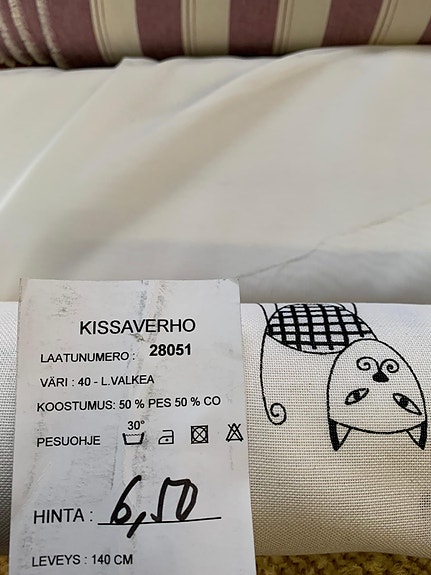 KISSAVERHO
LAATUNUMERO : 28051
VÄRI : 40 - L.VALKEA
KOOSTUMUS: 50 % PES 50 % CO
PESUOHJE 30°
HINTA : 6,50
LEVEYS : 140 CM